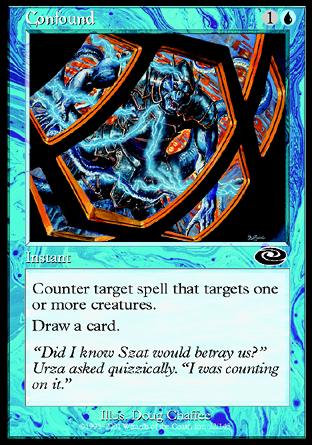 Confound 1
Instant
Counter target spell that targets one
or more creatures.
Draw a card.
“Did I know Szat would betray us?”
Urza asked quizzically. “I was counting
on it.”
Illus. Doug Chaffee